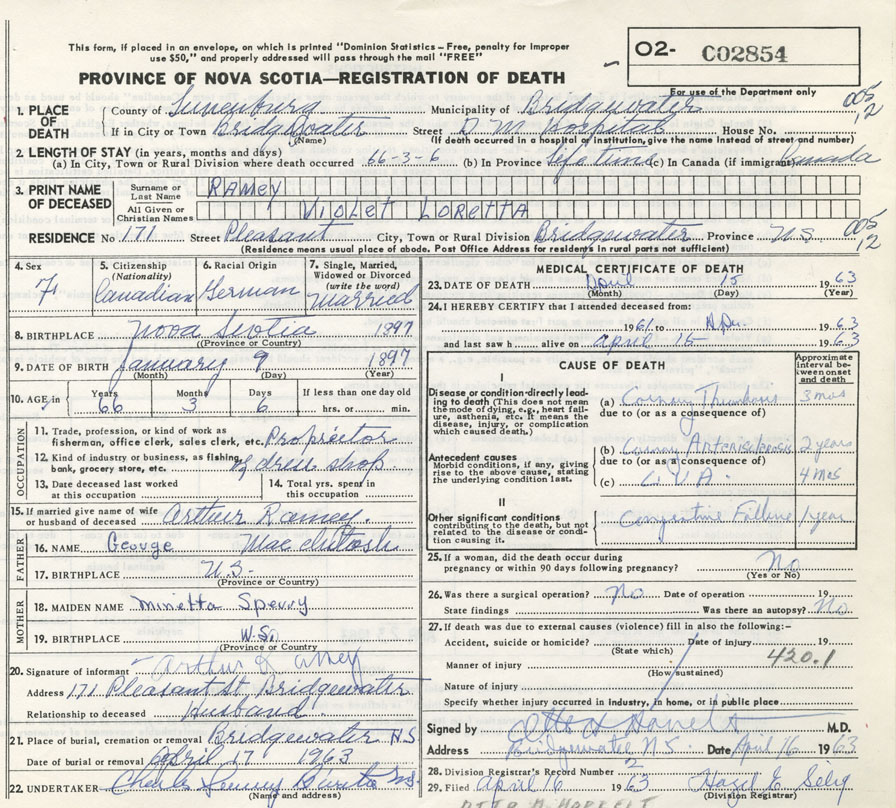 This form, if placed in an envelope, on which is printed "Dominion Statistics – Free, penalty for improper
use $50," and properly addressed will pass through the mail "FREE"
O2- C02854
PROVINCE OF NOVA SCOTIA—REGISTRATION OF DEATH
For use of the Department only
1. PLACE OF DEATH County of Lunenburg Municipality of Bridgewater 005
If in City or Town Bridgewater Street D M Hospital House No. 12
(Name) (If death occurred in a hospital or institution, give the name instead of street and number)
2. LENGTH OF STAY (in years, months and days)
(a) In City, Town or Rural Division where death occurred 66-3-6 (b) In Province Life time (c) In Canada (if immigrant) Canada
3. PRINT NAME OF DECEASED Surname or Last Name RAMEY
All Given or Christian Names VIOLET LORETTA
RESIDENCE No 171 Street Pleasant City, Town or Rural Division Bridgewater Province N.S. 005
(Residence means usual place of abode. Post Office Address for residents in rural parts not sufficient) 12
4. Sex F
5. Citizenship (Nationality) Canadian
6. Racial Origin German
7. Single, Married, Widowed or Divorced (write the word) Married
8. BIRTHPLACE Nova Scotia 1897
(Province or Country)
9. DATE OF BIRTH January 9 1897
(Month) (Day) (Year)
10. AGE in Years 66 Months 3 Days 6 If less than one day old
hrs. or min.
OCCUPATION
11. Trade, profession, or kind of work as
fisherman, office clerk, sales clerk, etc. Proprietor
12. Kind of industry or business, as fishing,
bank, grocery store, etc. of dress shop
13. Date deceased last worked
at this occupation
14. Total yrs. spent in
this occupation
15. If married give name of wife
or husband of deceased Arthur Ramey.
FATHER
16. NAME George MacIntosh
17. BIRTHPLACE
(Province or Country)
MOTHER
18. MAIDEN NAME Minetta Sperry
19. BIRTHPLACE
(Province or Country)
20. Signature of informant Arthur
Address 171 Pleasant St. Bridgewater
Relationship to deceased Husband
21. Place of burial, cremation or removal Bridgewater N.S
Date of burial or removal April 17 1963
22. UNDERTAKER
(Name and address)
MEDICAL CERTIFICATE OF DEATH
23. DATE OF DEATH April 15 1963
(Month) (Day) (Year)
24. I HEREBY CERTIFY that I attended deceased from:
1961 to Apr. 1963
and last saw h alive on April 15 1963
CAUSE OF DEATH
Approximate interval between onset and death
I
Disease or condition directly leading to death (This does not mean the mode of dying, e.g., heart failure, asthenia, etc. It means the disease, injury, or complication which caused death.)
(a) Coronary Thrombosis 3 mos
due to (or as a consequence of)
Antecedent causes
Morbid conditions, if any, giving rise to the above cause, stating the underlying condition last.
(b) Coronary Arteriosclerosis 2 years
due to (or as a consequence of)
(c) C.V.A. 4 mos
II
Other significant conditions
contributing to the death, but not related to the disease or condition causing it.
Congestive Failure 1 year
25. If a woman, did the death occur during
pregnancy or within 90 days following pregnancy? No
(Yes or No)
26. Was there a surgical operation? No Date of operation 19
State findings Was there an autopsy? No
27. If death was due to external causes (violence) fill in also the following:-
Accident, suicide or homicide? Date of injury 19
(State which)
Manner of injury 420.1
(How sustained)
Nature of injury
Specify whether injury occurred in industry, in home, or in public place
Signed by M.D.
Address Bridgewater N.S. Date April 16 1963
28. Division Registrar's Record Number 2
29. Filed April 16 1963 Hazel E Selig
(Division Registrar)